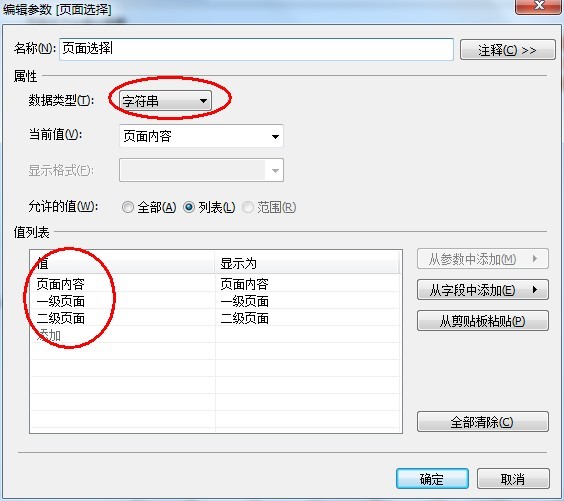 编辑参数 [页面选择]
名称(N): 页面选择 注释(C) >>
属性
数据类型(T): 字符串
当前值(V): 页面内容
显示格式(F):
允许的值(W): 全部(A) 列表(L) 范围(R)
值列表
值 显示为
页面内容 页面内容
一级页面 一级页面
二级页面 二级页面
添加
从参数中添加(M)
从字段中添加(E)
从剪贴板粘贴(P)
全部清除(C)
确定 取消